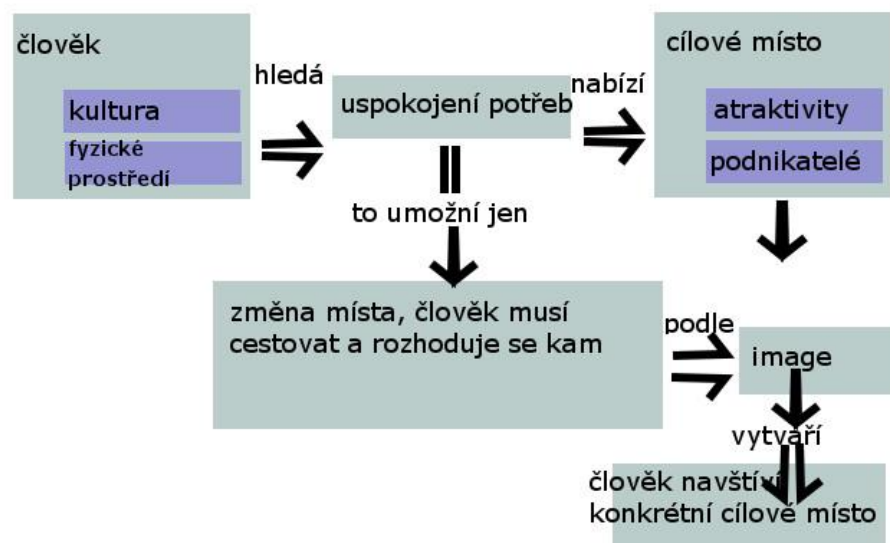 člověk
kultura
fyzické
prostředí
hledá
uspokojení potřeb
nabízí
cílové místo
atraktivity
podnikatelé
to umožní jen
změna místa, člověk musí
cestovat a rozhoduje se kam
podle
image
vytváří
člověk navštíví
konkrétní cílové místo